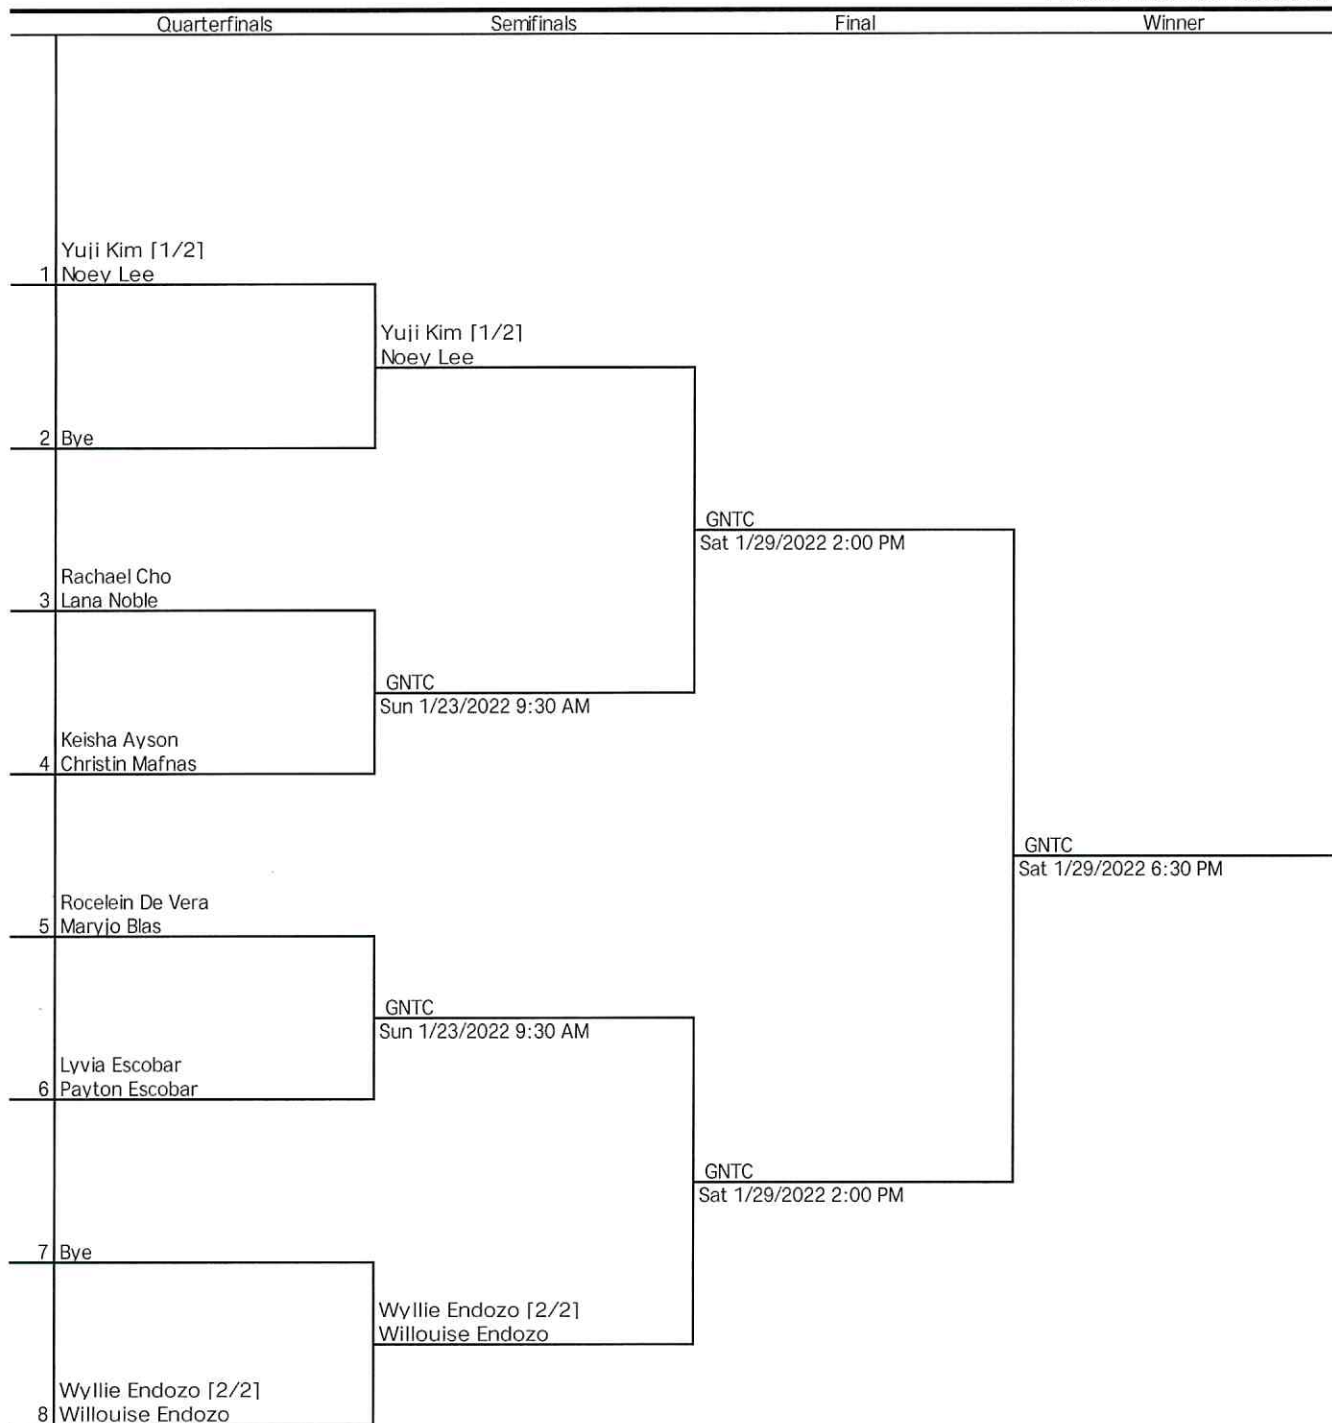 Quarterfinals Semifinals Final Winner
Yuji Kim [1/2]
1 Noey Lee
Yuji Kim [1/2]
Noey Lee
2 Bye
GNTC
Sat 1/29/2022 2:00 PM
Rachael Cho
3 Lana Noble
GNTC
Sun 1/23/2022 9:30 AM
Keisha Ayson
4 Christin Mafnas
GNTC
Sat 1/29/2022 6:30 PM
Rocelein De Vera
5 Maryjo Blas
GNTC
Sun 1/23/2022 9:30 AM
Lyvia Escobar
6 Payton Escobar
GNTC
Sat 1/29/2022 2:00 PM
7 Bye
Wyllie Endozo [2/2]
Willouise Endozo
Wyllie Endozo [2/2]
8 Willouise Endozo